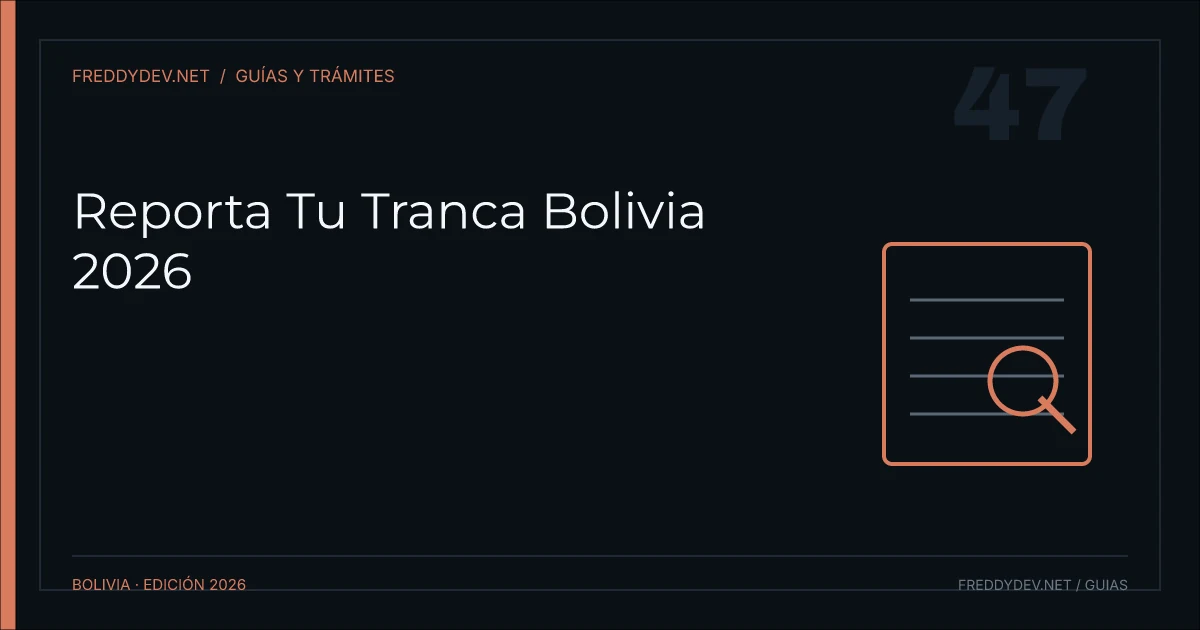 FREDDYDEV.NET / GUÍAS Y TRÁMITES
47
Reporta Tu Tranca Bolivia
2026
BOLIVIA · EDICIÓN 2026
FREDDYDEV.NET / GUIAS